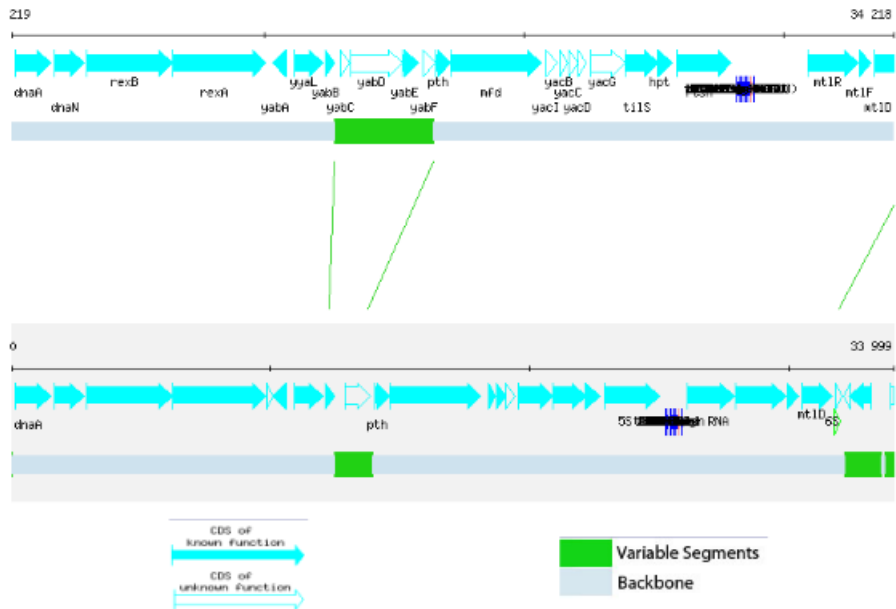 219 34 218
rexB yyaL yabD pth yacB yacG hpt mtlR
yabB yabE mfd yacC mtlF
dnaA rexA yabC yacI yacD
dnaN yabA yabF tilS mtlD
0 33 999
dnaA pth 5S RNA mtlD 6S
CDS of
known function
CDS of
unknown function
Variable Segments
Backbone